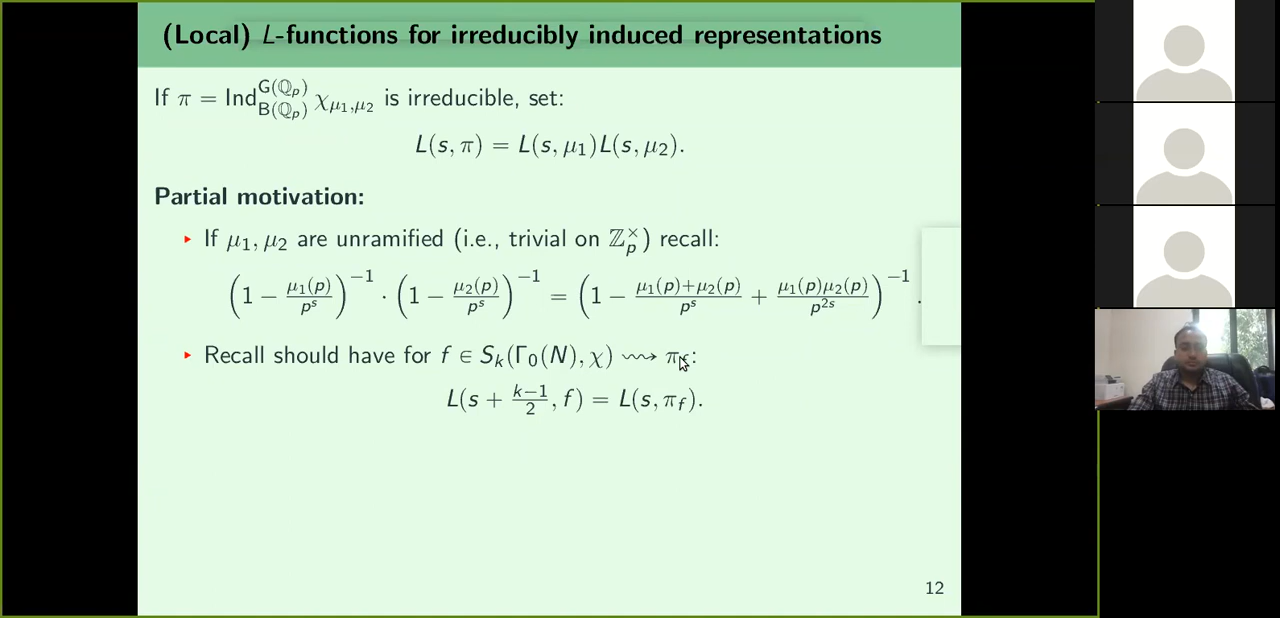 (Local) L-functions for irreducibly induced representations
If π = Ind_{B(ℚ_p)}^{G(ℚ_p)} χ_{μ₁,μ₂} is irreducible, set:
L(s, π) = L(s, μ₁)L(s, μ₂).
Partial motivation:
▸ If μ₁, μ₂ are unramified (i.e., trivial on ℤ_p^×) recall:
(1 − μ₁(p)/p^s)^{−1} · (1 − μ₂(p)/p^s)^{−1} = (1 − (μ₁(p)+μ₂(p))/p^s + μ₁(p)μ₂(p)/p^{2s})^{−1}.
▸ Recall should have for f ∈ S_k(Γ₀(N), χ) ⇝ π_f:
L(s + (k−1)/2, f) = L(s, π_f).
12